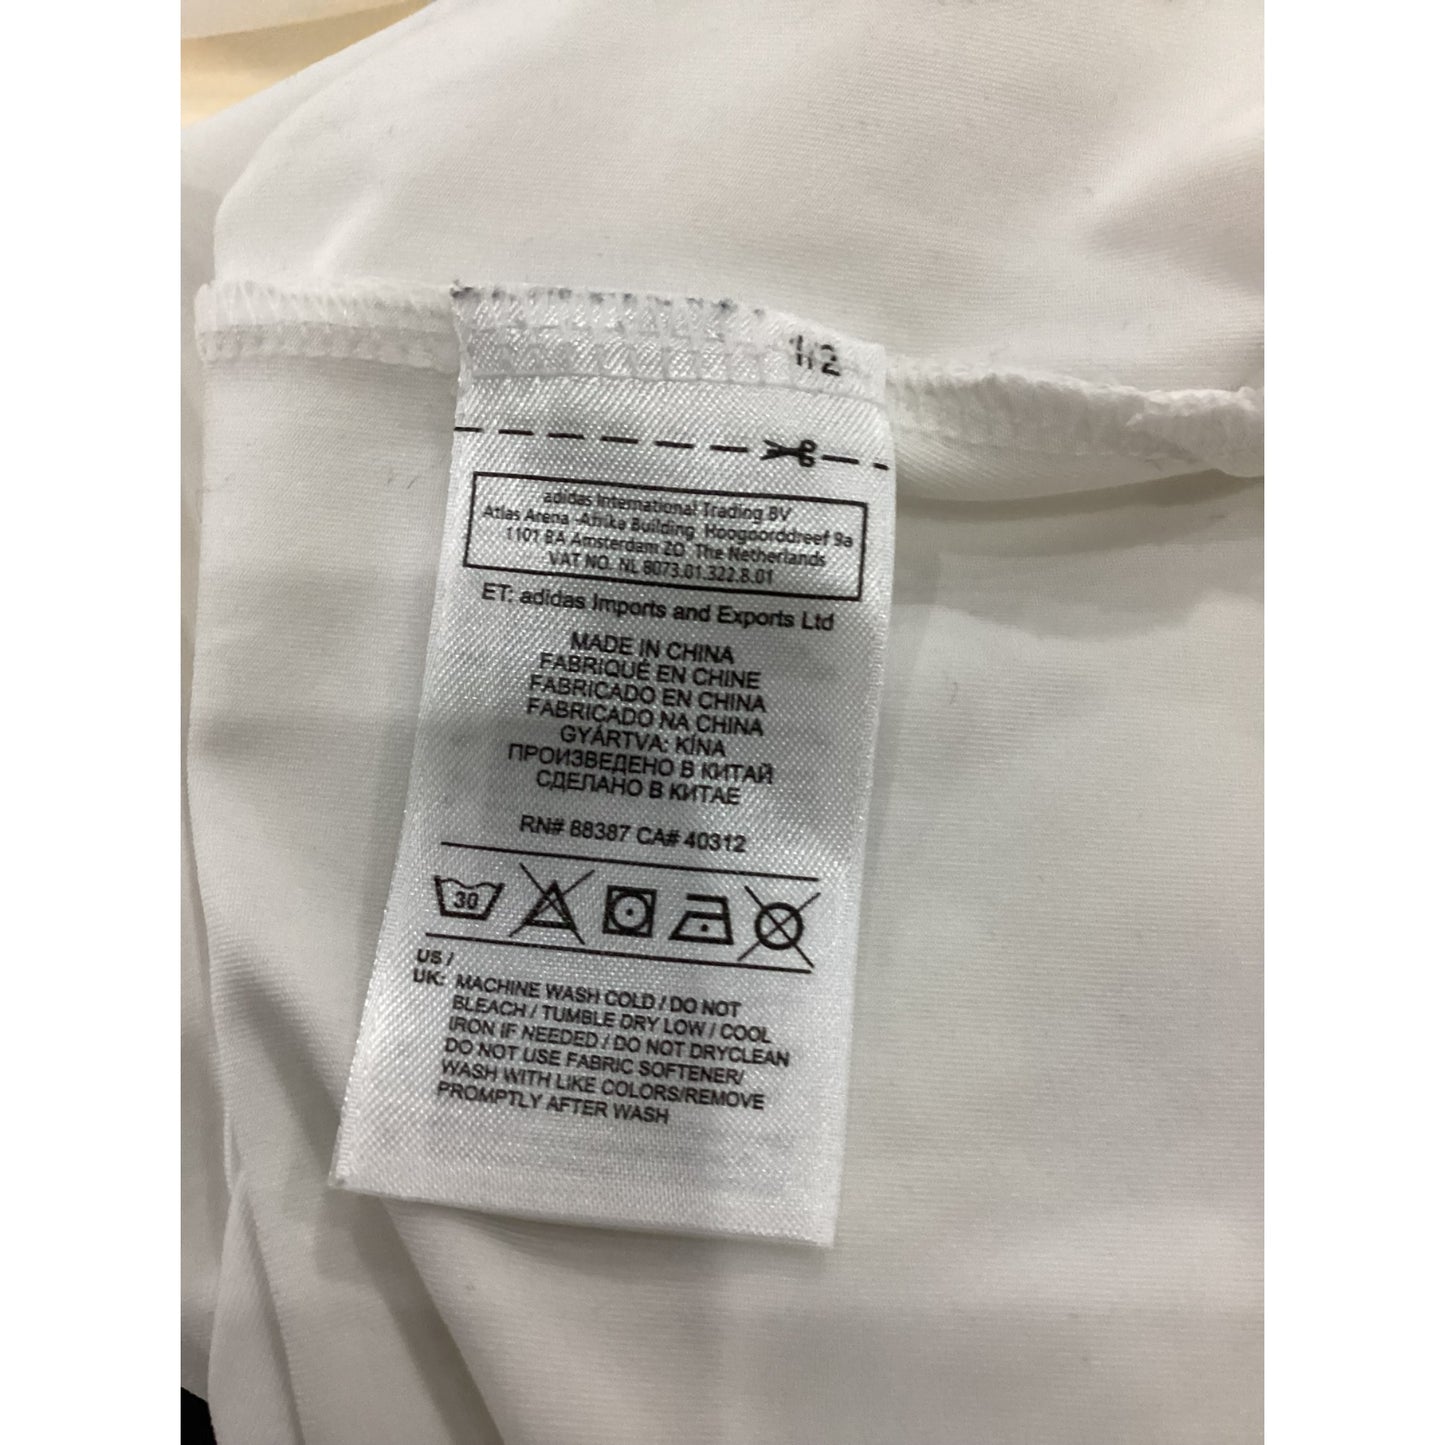 1/2
adidas International Trading BV
Atlas Arena -Afrika Building, Hoogoorddreef 9a
1101 BA Amsterdam ZO, The Netherlands
VAT NO. NL 8073.01.322.B.01
ET: adidas Imports and Exports Ltd
MADE IN CHINA
FABRIQUÉ EN CHINE
FABRICADO EN CHINA
FABRICADO NA CHINA
GYÁRTVA: KÍNA
ПРОИЗВЕДЕНО В КИТАЙ
СДЕЛАНО В КИТАЕ
RN# 88387 CA# 40312
30
US /
UK: MACHINE WASH COLD / DO NOT
BLEACH / TUMBLE DRY LOW / COOL
IRON IF NEEDED / DO NOT DRYCLEAN
DO NOT USE FABRIC SOFTENER/
WASH WITH LIKE COLORS/REMOVE
PROMPTLY AFTER WASH